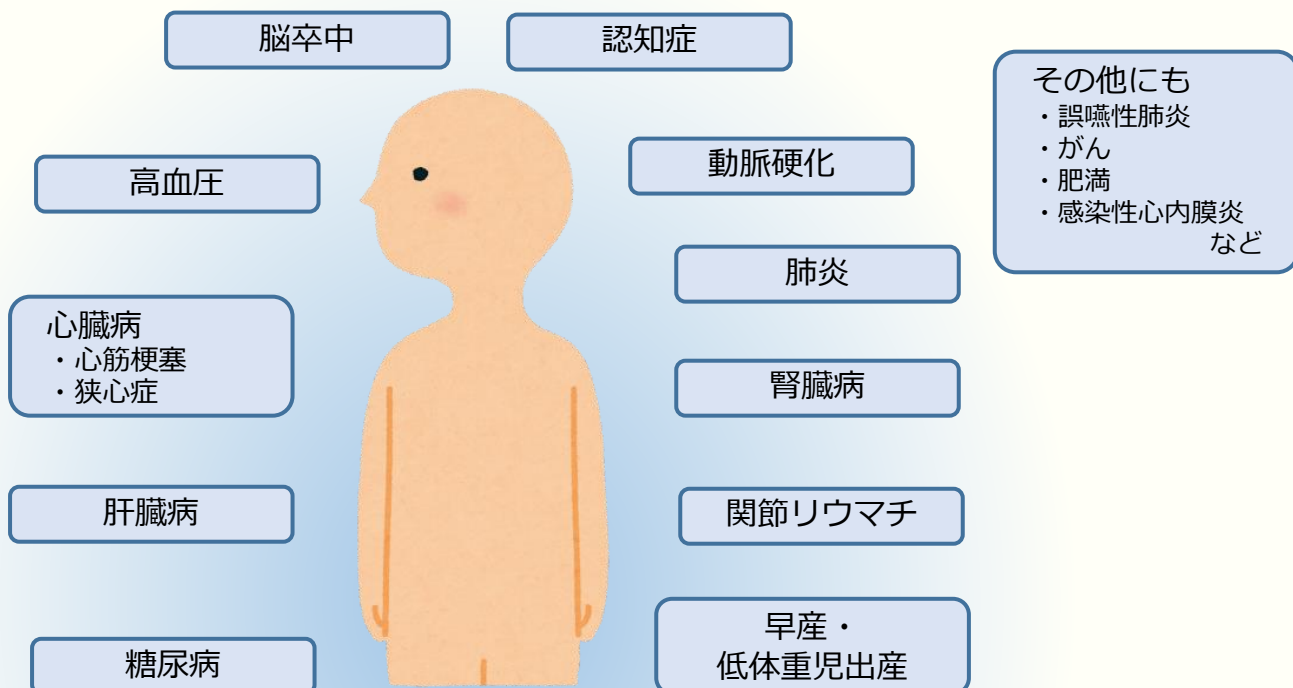 脳卒中
認知症
その他にも
・誤嚥性肺炎
・がん
・肥満
・感染性心内膜炎
など
高血圧
動脈硬化
肺炎
心臓病
・心筋梗塞
・狭心症
腎臓病
肝臓病
関節リウマチ
糖尿病
早産・
低体重児出産